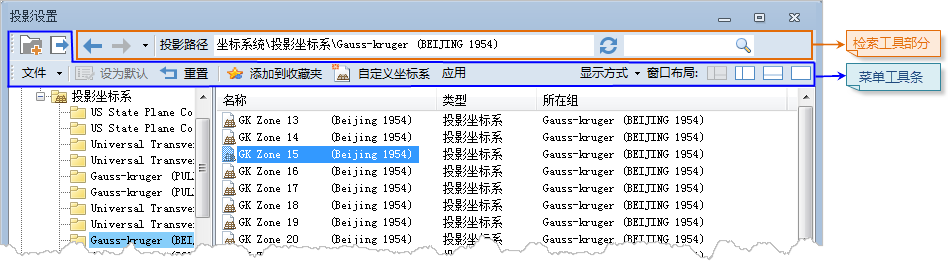 投影设置
投影路径 坐标系统\投影坐标系\Gauss-kruger (BEIJING 1954)
检索工具部分
文件 设为默认 重置 添加到收藏夹 自定义坐标系 应用 显示方式 窗口布局:
菜单工具条
投影坐标系
US State Plane Co
US State Plane Co
Universal Transve
Universal Transve
Gauss-kruger (PUL
Gauss-kruger (PUL
Universal Transve
Universal Transve
Gauss-kruger (BEI
名称 类型 所在组
GK Zone 13 (Beijing 1954) 投影坐标系 Gauss-kruger (BEIJING 1954)
GK Zone 14 (Beijing 1954) 投影坐标系 Gauss-kruger (BEIJING 1954)
GK Zone 15 (Beijing 1954) 投影坐标系 Gauss-kruger (BEIJING 1954)
GK Zone 16 (Beijing 1954) 投影坐标系 Gauss-kruger (BEIJING 1954)
GK Zone 17 (Beijing 1954) 投影坐标系 Gauss-kruger (BEIJING 1954)
GK Zone 18 (Beijing 1954) 投影坐标系 Gauss-kruger (BEIJING 1954)
GK Zone 19 (Beijing 1954) 投影坐标系 Gauss-kruger (BEIJING 1954)
GK Zone 20 (Beijing 1954) 投影坐标系 Gauss-kruger (BEIJING 1954)